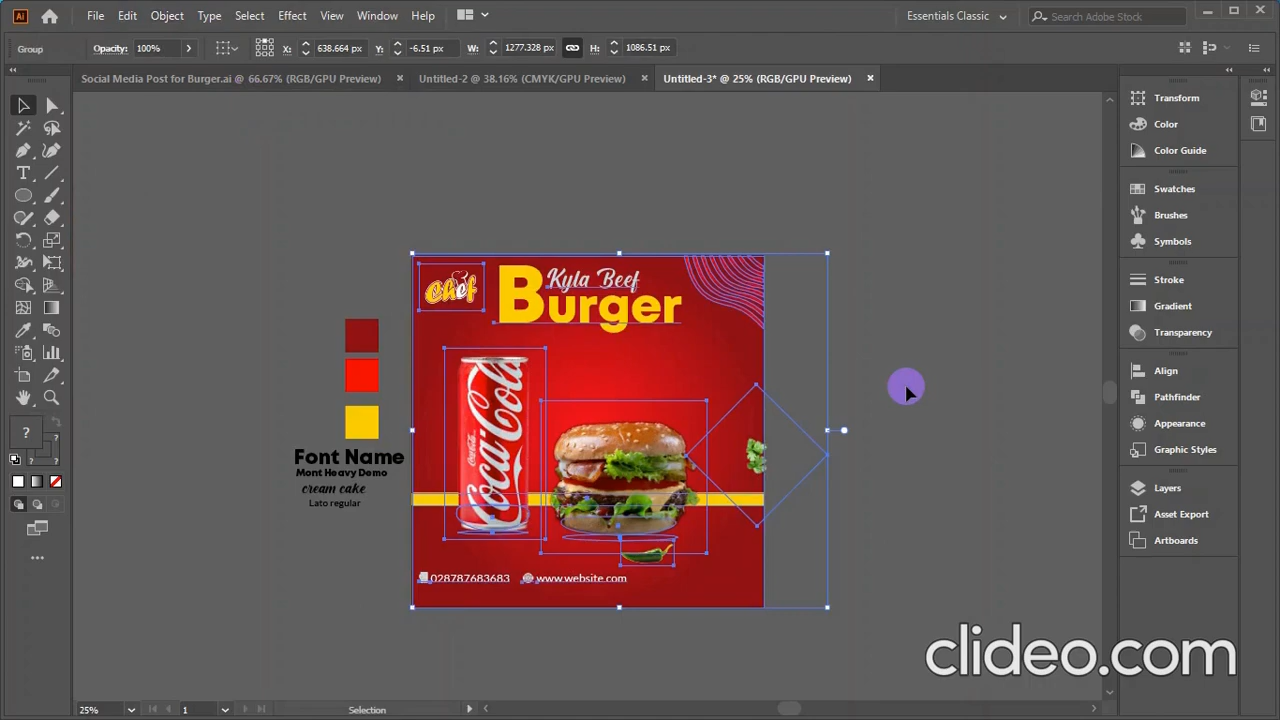 Ai File Edit Object Type Select Effect View Window Help Essentials Classic Search Adobe Stock
Group Opacity: 100% X: 638.664 px Y: -6.51 px W: 1277.328 px H: 1086.51 px
Social Media Post for Burger.ai @ 66.67% (RGB/GPU Preview) × Untitled-2 @ 38.16% (CMYK/GPU Preview) × Untitled-3* @ 25% (RGB/GPU Preview) ×
Transform
Color
Color Guide
Swatches
Brushes
Symbols
Stroke
Gradient
Transparency
Align
Pathfinder
Appearance
Graphic Styles
Layers
Asset Export
Artboards
Chef
Kyla Beef
Burger
Coca-Cola
Coca-Cola
Font Name
Mont Heavy Demo
cream cake
Lato regular
028787683683 www.website.com
clideo.com
25% 1 Selection